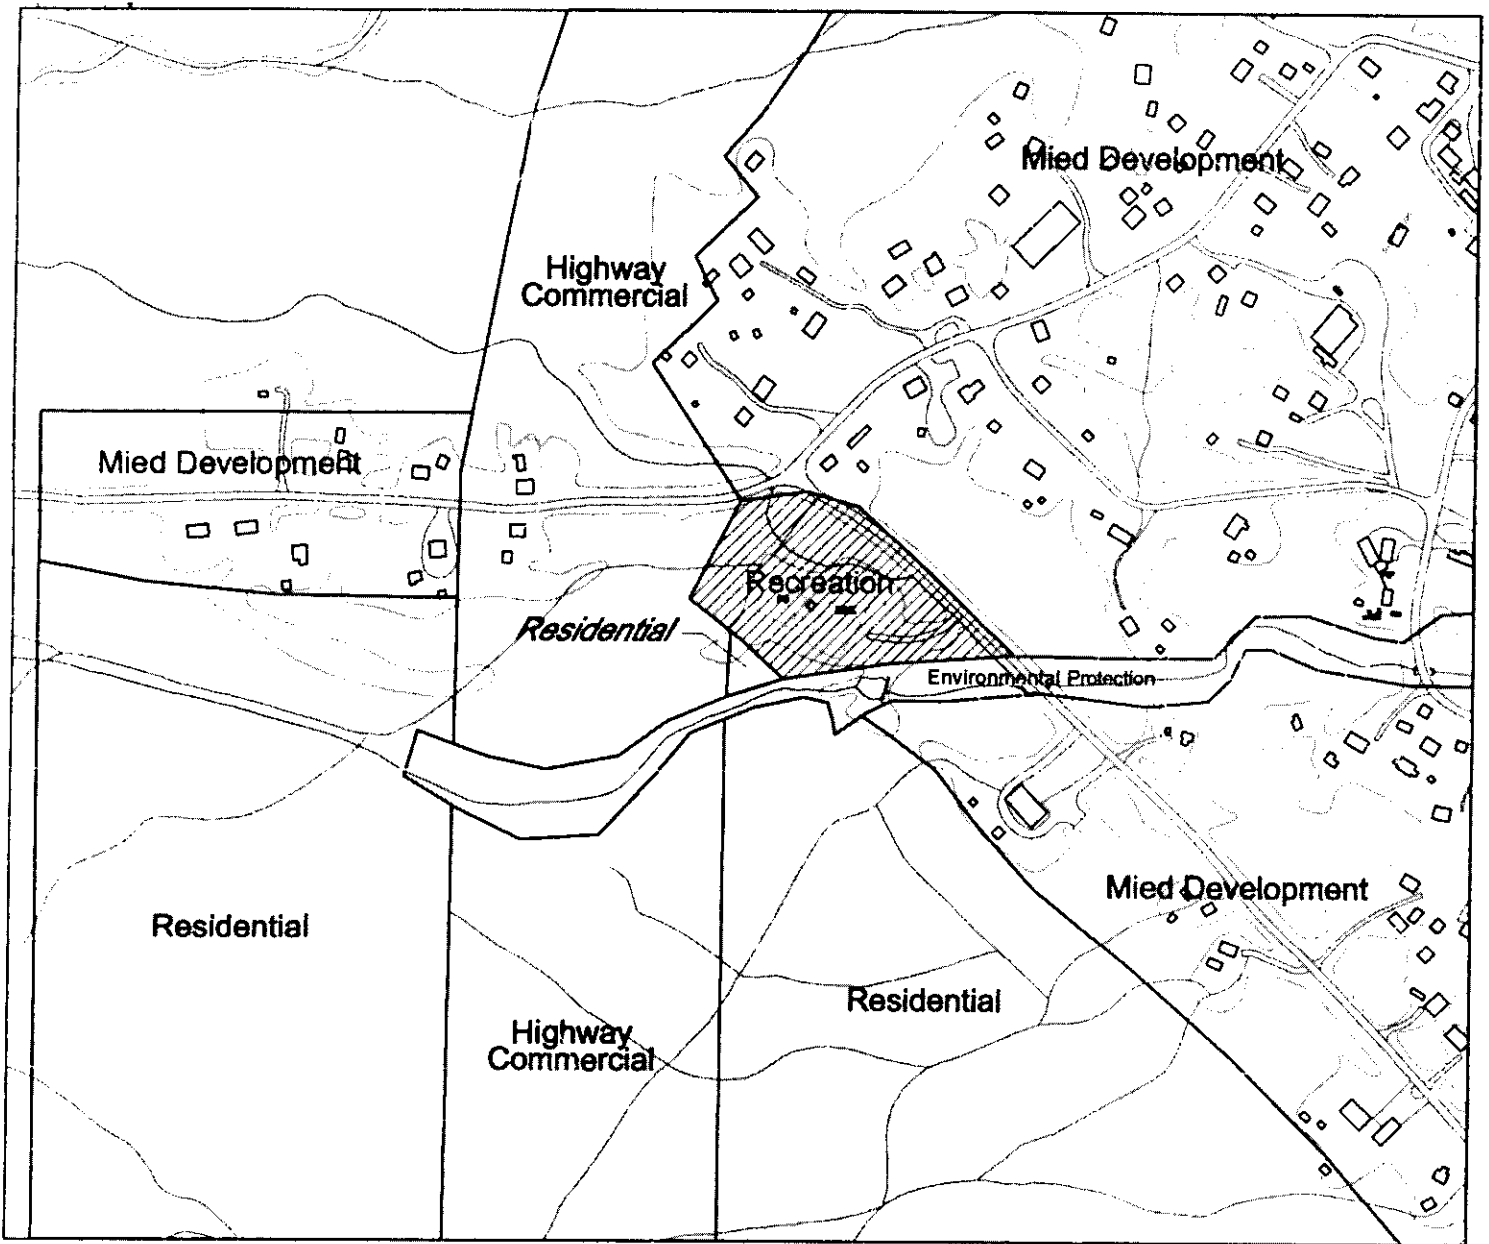 Mied Development
Highway
Commercial
Mied Development
Recreation
Residential
Environmental Protection
Mied Development
Residential
Residential
Highway
Commercial